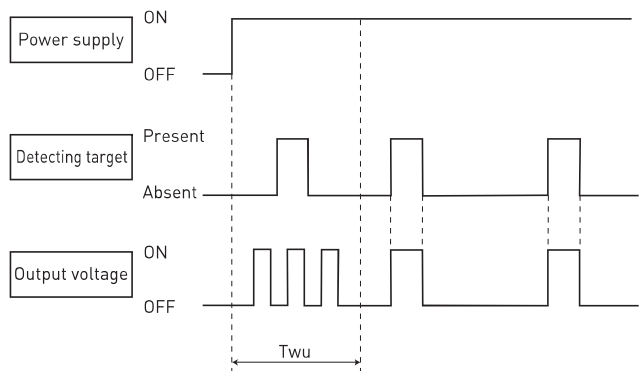 Power supply
ON
OFF
Detecting target
Present
Absent
Output voltage
ON
OFF
Twu